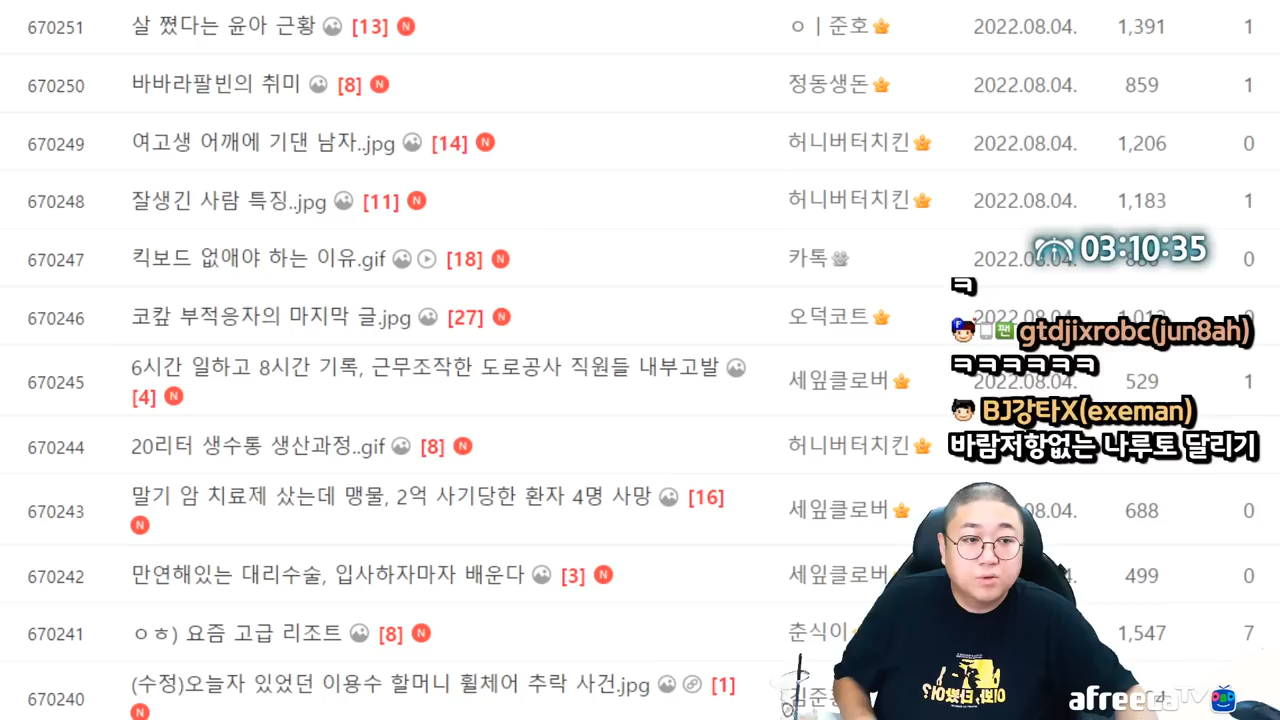 670251 살 쪘다는 윤아 근황 [13] N ㅇ | 준호 2022.08.04. 1,391 1
670250 바바라팔빈의 취미 [8] N 정동생돈 2022.08.04. 859 1
670249 여고생 어깨에 기댄 남자..jpg [14] N 허니버터치킨 2022.08.04. 1,206 0
670248 잘생긴 사람 특징..jpg [11] N 허니버터치킨 2022.08.04. 1,183 1
03:10:35
670247 킥보드 없애야 하는 이유.gif [18] N 카톡 0
ㅋ
670246 코캎 부적응자의 마지막 글.jpg [27] N 오덕코트
gtdjixrobc(jun8ah)
ㅋㅋㅋㅋㅋㅋ
670245 6시간 일하고 8시간 기록, 근무조작한 도로공사 직원들 내부고발
[4] N 세잎클로버 2022.08.04. 529 1
BJ강타X(exeman)
바람저항없는 나루토 달리기
670244 20리터 생수통 생산과정..gif [8] N 허니버터치킨 0
670243 말기 암 치료제 샀는데 맹물, 2억 사기당한 환자 4명 사망 [16]
N 세잎클로버 08.04. 688 0
670242 만연해있는 대리수술, 입사하자마자 배운다 [3] N 세잎클로버 499 0
670241 ㅇㅎ) 요즘 고급 리조트 [8] N 춘식이 1,547 7
670240 (수정)오늘자 있었던 이용수 할머니 휠체어 추락 사건.jpg [1]
N
afreecaTV